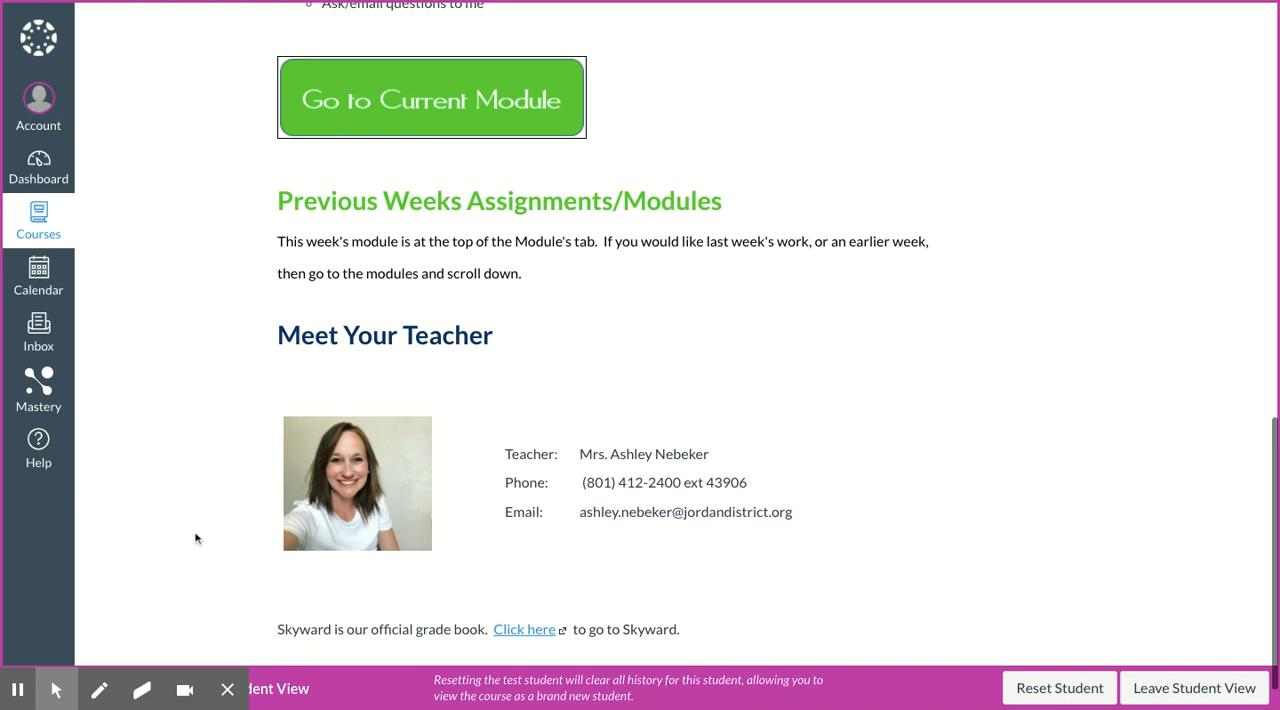 Ask/email questions to me
Go to Current Module
Account
Dashboard
Courses
Calendar
Inbox
Mastery
Help
Previous Weeks Assignments/Modules
This week's module is at the top of the Module's tab.  If you would like last week's work, or an earlier week,
then go to the modules and scroll down.
Meet Your Teacher
Teacher: Mrs. Ashley Nebeker
Phone: (801) 412-2400 ext 43906
Email: ashley.nebeker@jordandistrict.org
Skyward is our official grade book.  Click here to go to Skyward.
dent View
Resetting the test student will clear all history for this student, allowing you to
view the course as a brand new student.
Reset Student
Leave Student View